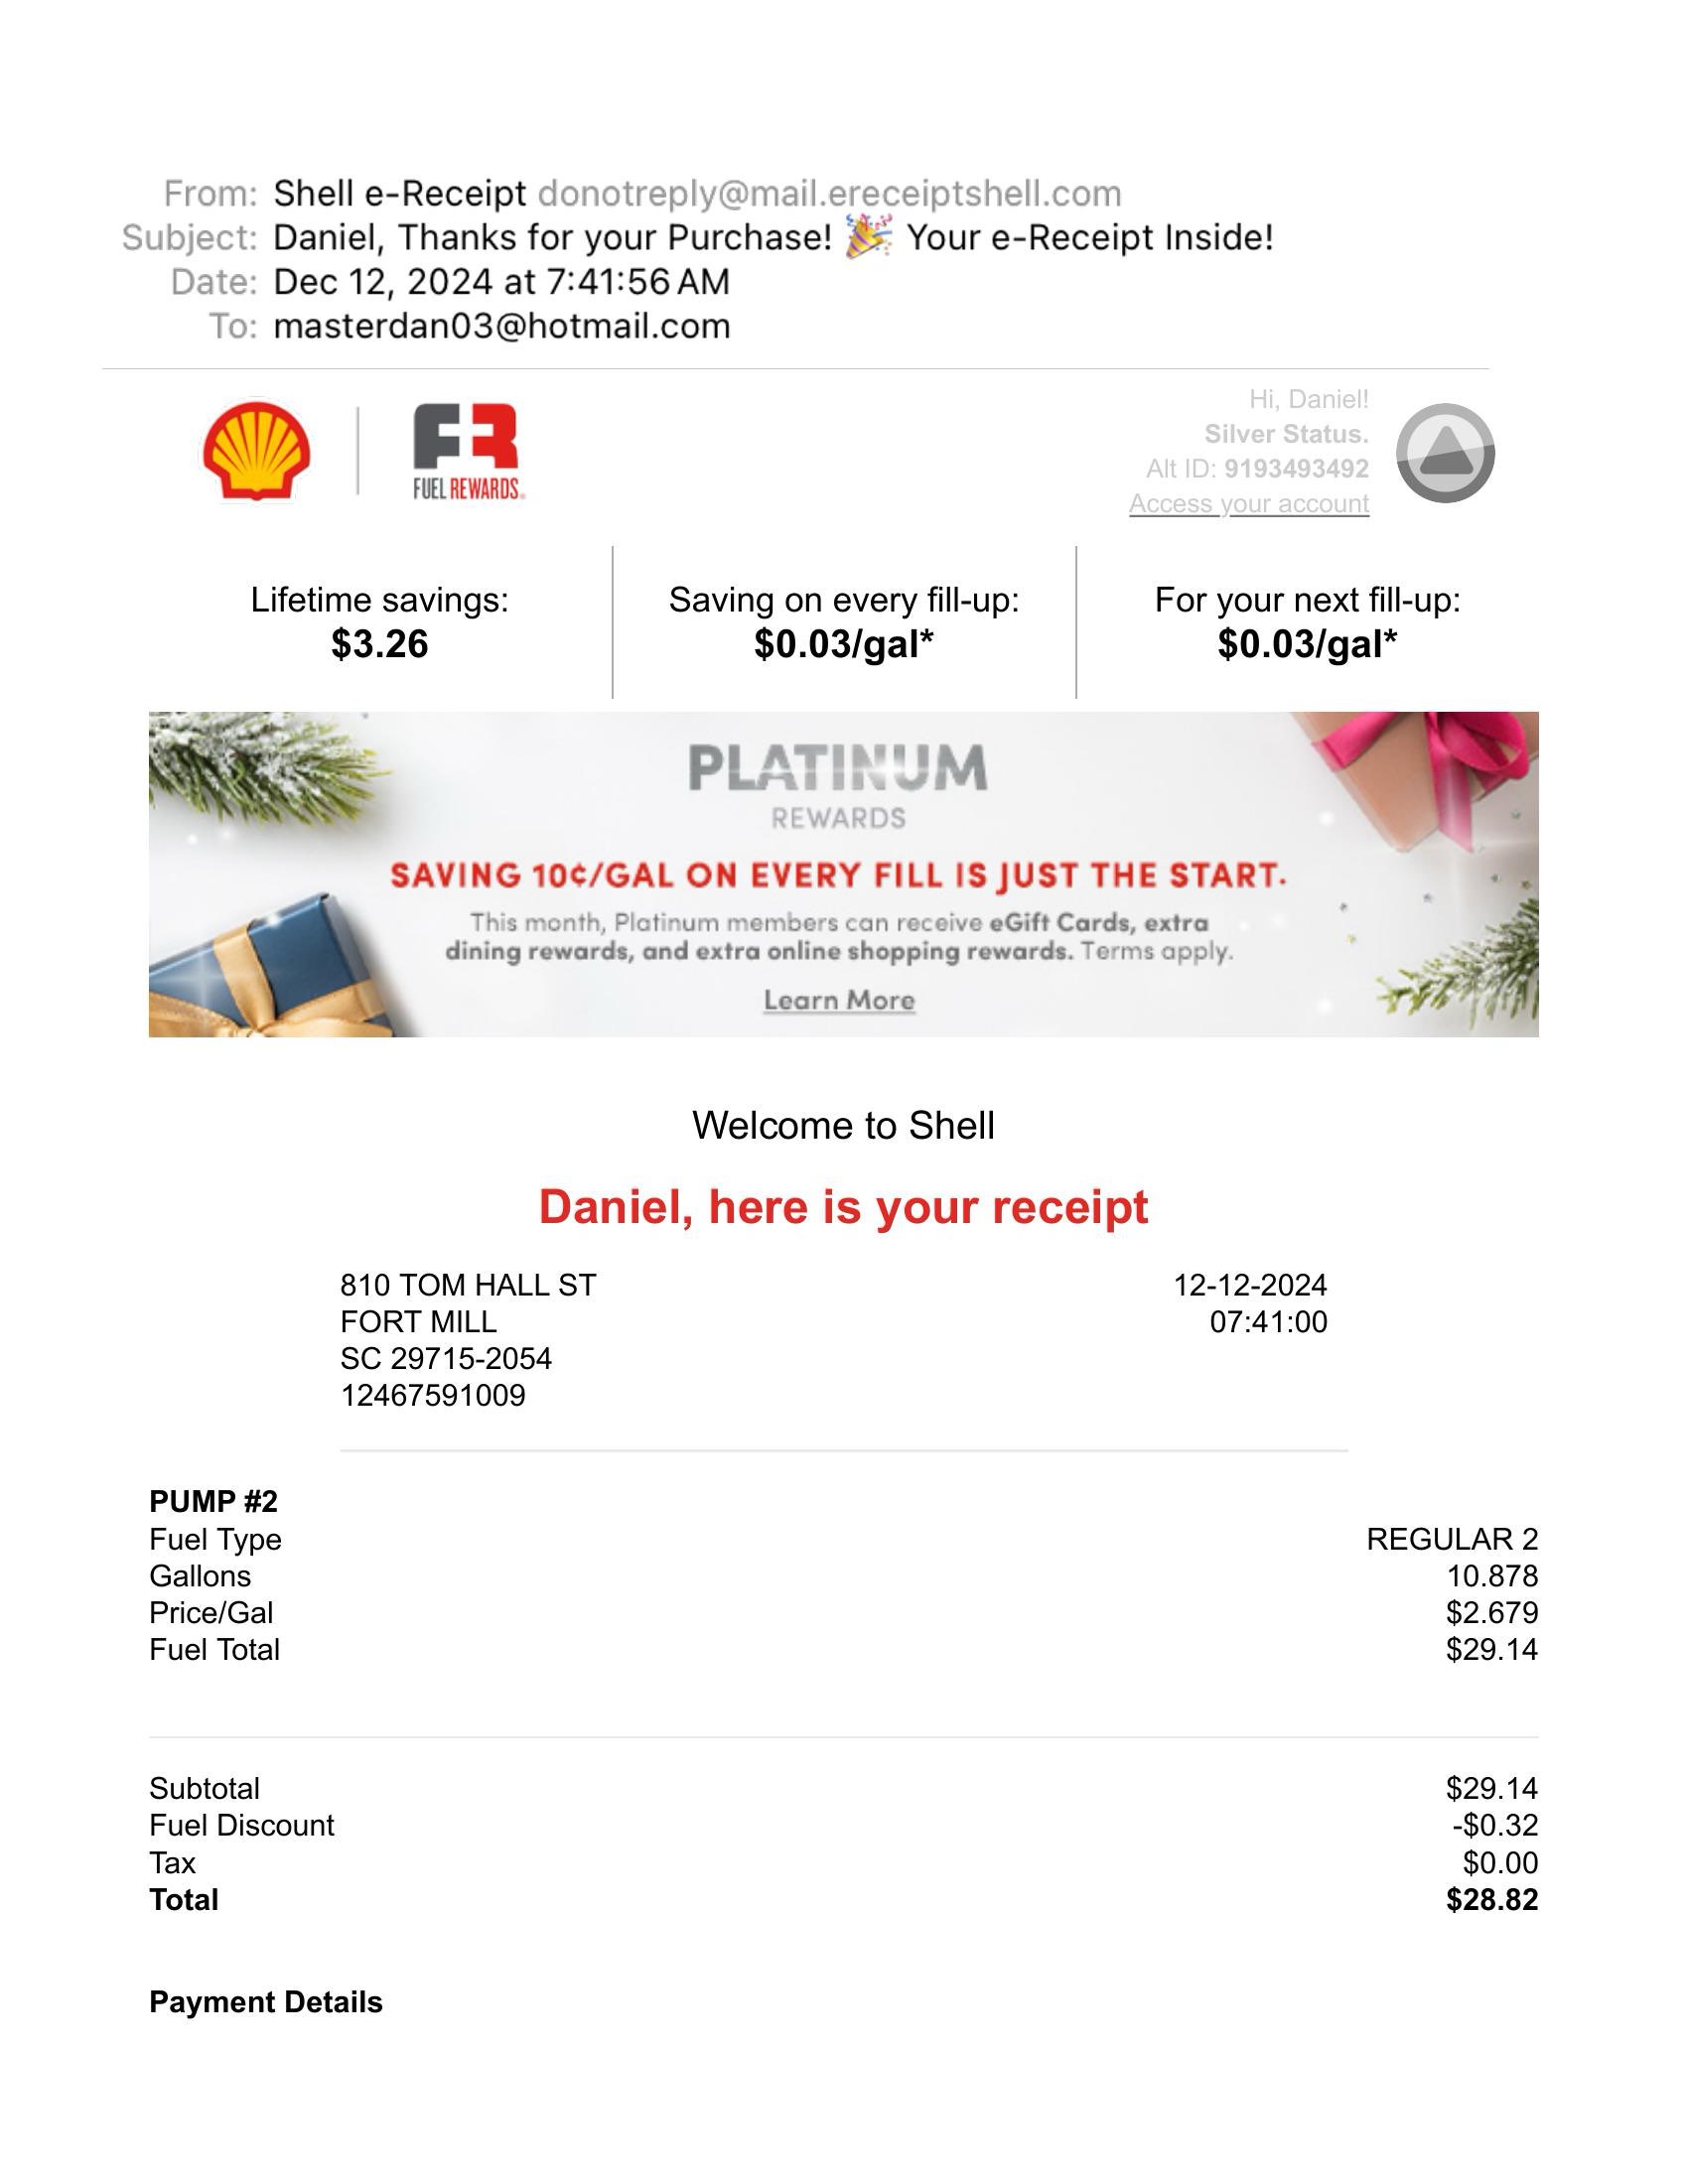 From: Shell e-Receipt donotreply@mail.ereceiptshell.com
Subject: Daniel, Thanks for your Purchase! 🎉 Your e-Receipt Inside!
Date: Dec 12, 2024 at 7:41:56 AM
To: masterdan03@hotmail.com
FR
FUEL REWARDS®
Hi, Daniel!
Silver Status.
Alt ID: 9193493492
Access your account
Lifetime savings:
$3.26
Saving on every fill-up:
$0.03/gal*
For your next fill-up:
$0.03/gal*
PLATINUM
REWARDS
SAVING 10¢/GAL ON EVERY FILL IS JUST THE START.
This month, Platinum members can receive eGift Cards, extra
dining rewards, and extra online shopping rewards. Terms apply.
Learn More
Welcome to Shell
Daniel, here is your receipt
810 TOM HALL ST
FORT MILL
SC 29715-2054
12467591009
12-12-2024
07:41:00
PUMP #2
Fuel Type REGULAR 2
Gallons 10.878
Price/Gal $2.679
Fuel Total $29.14
Subtotal $29.14
Fuel Discount -$0.32
Tax $0.00
Total $28.82
Payment Details